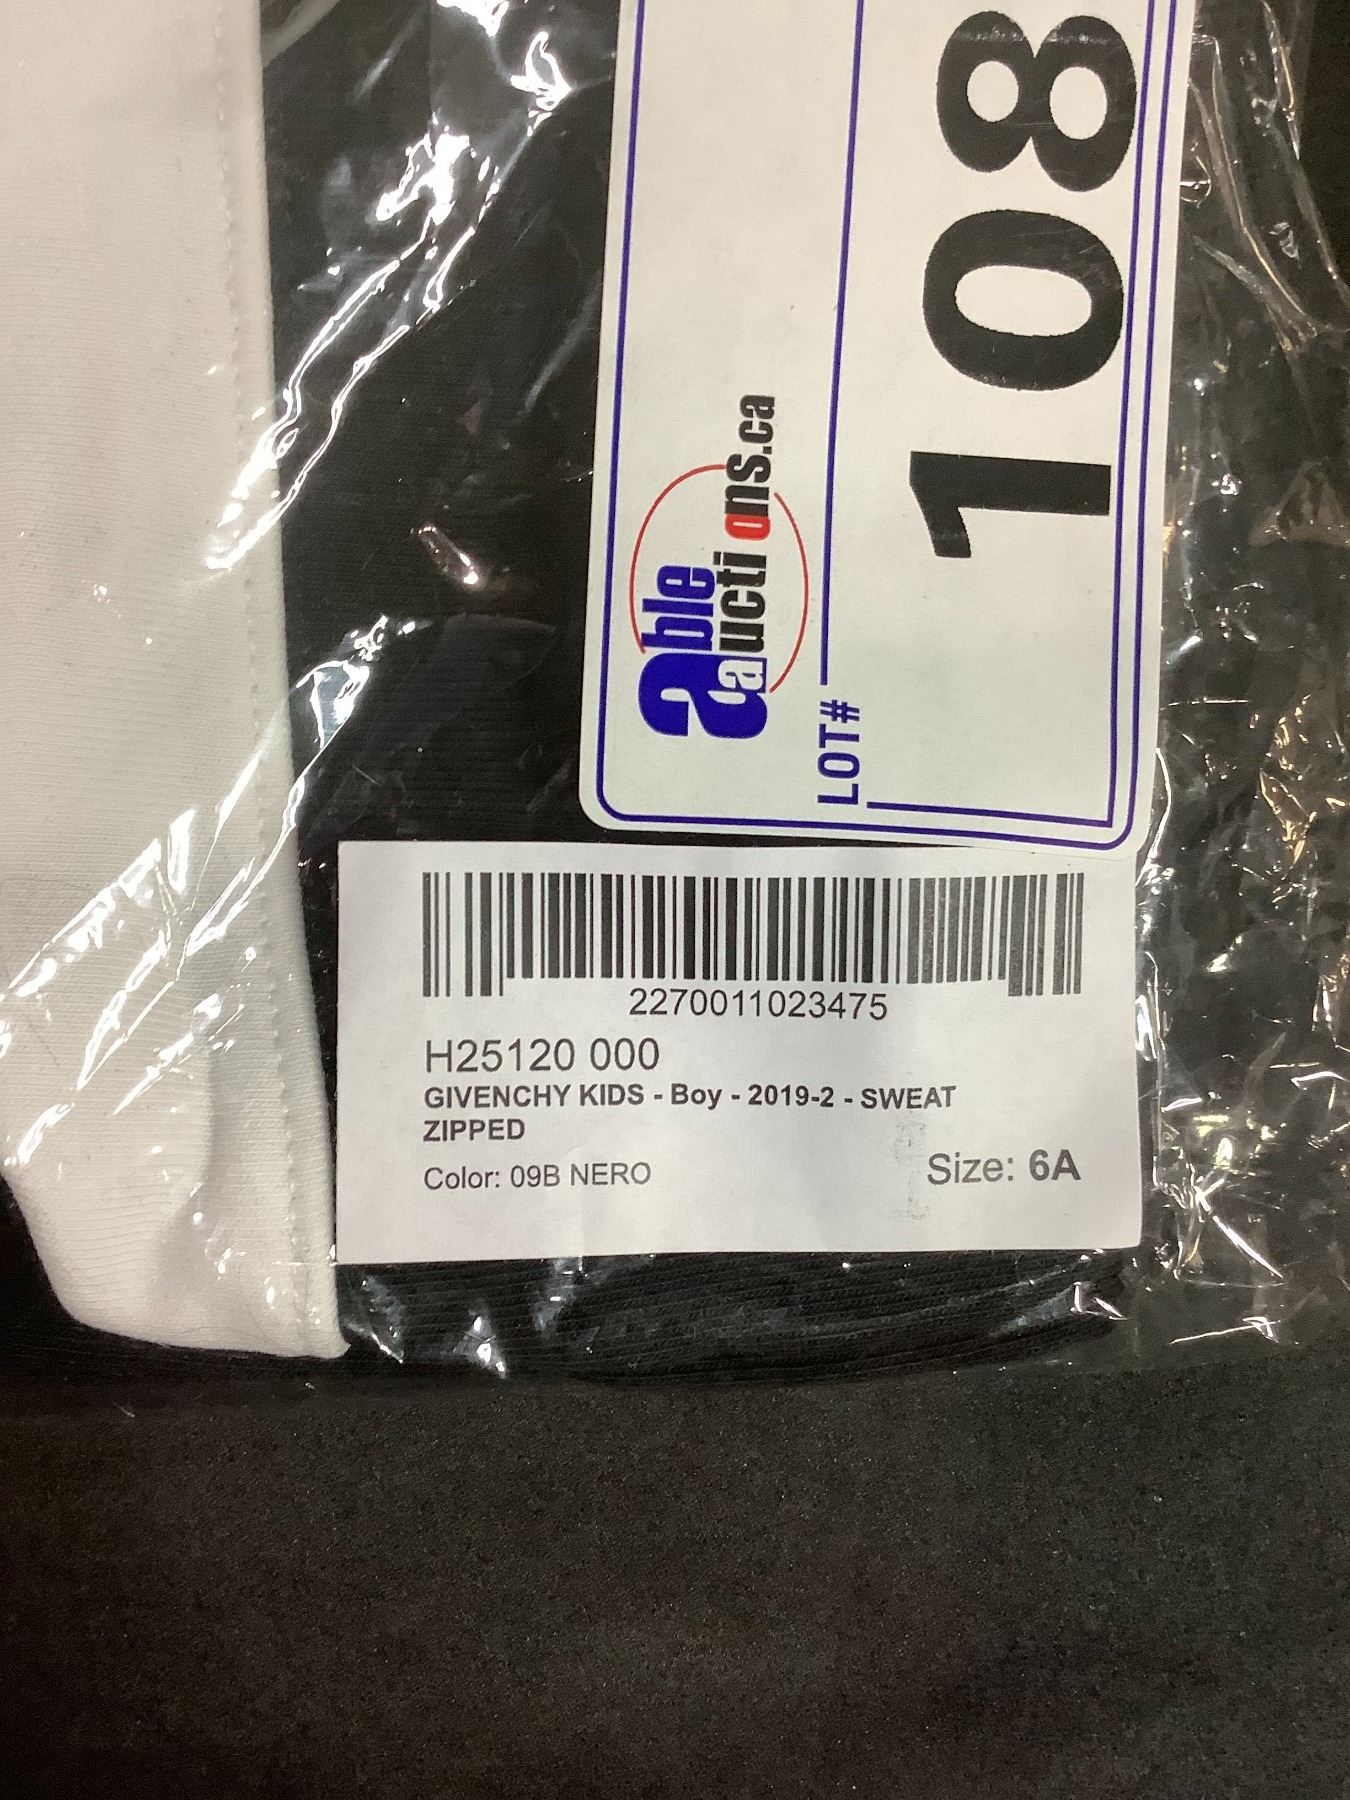 able
auctions.ca
LOT#
108
2270011023475
H25120 000
GIVENCHY KIDS - Boy - 2019-2 - SWEAT
ZIPPED
Color: 09B NERO
Size: 6A